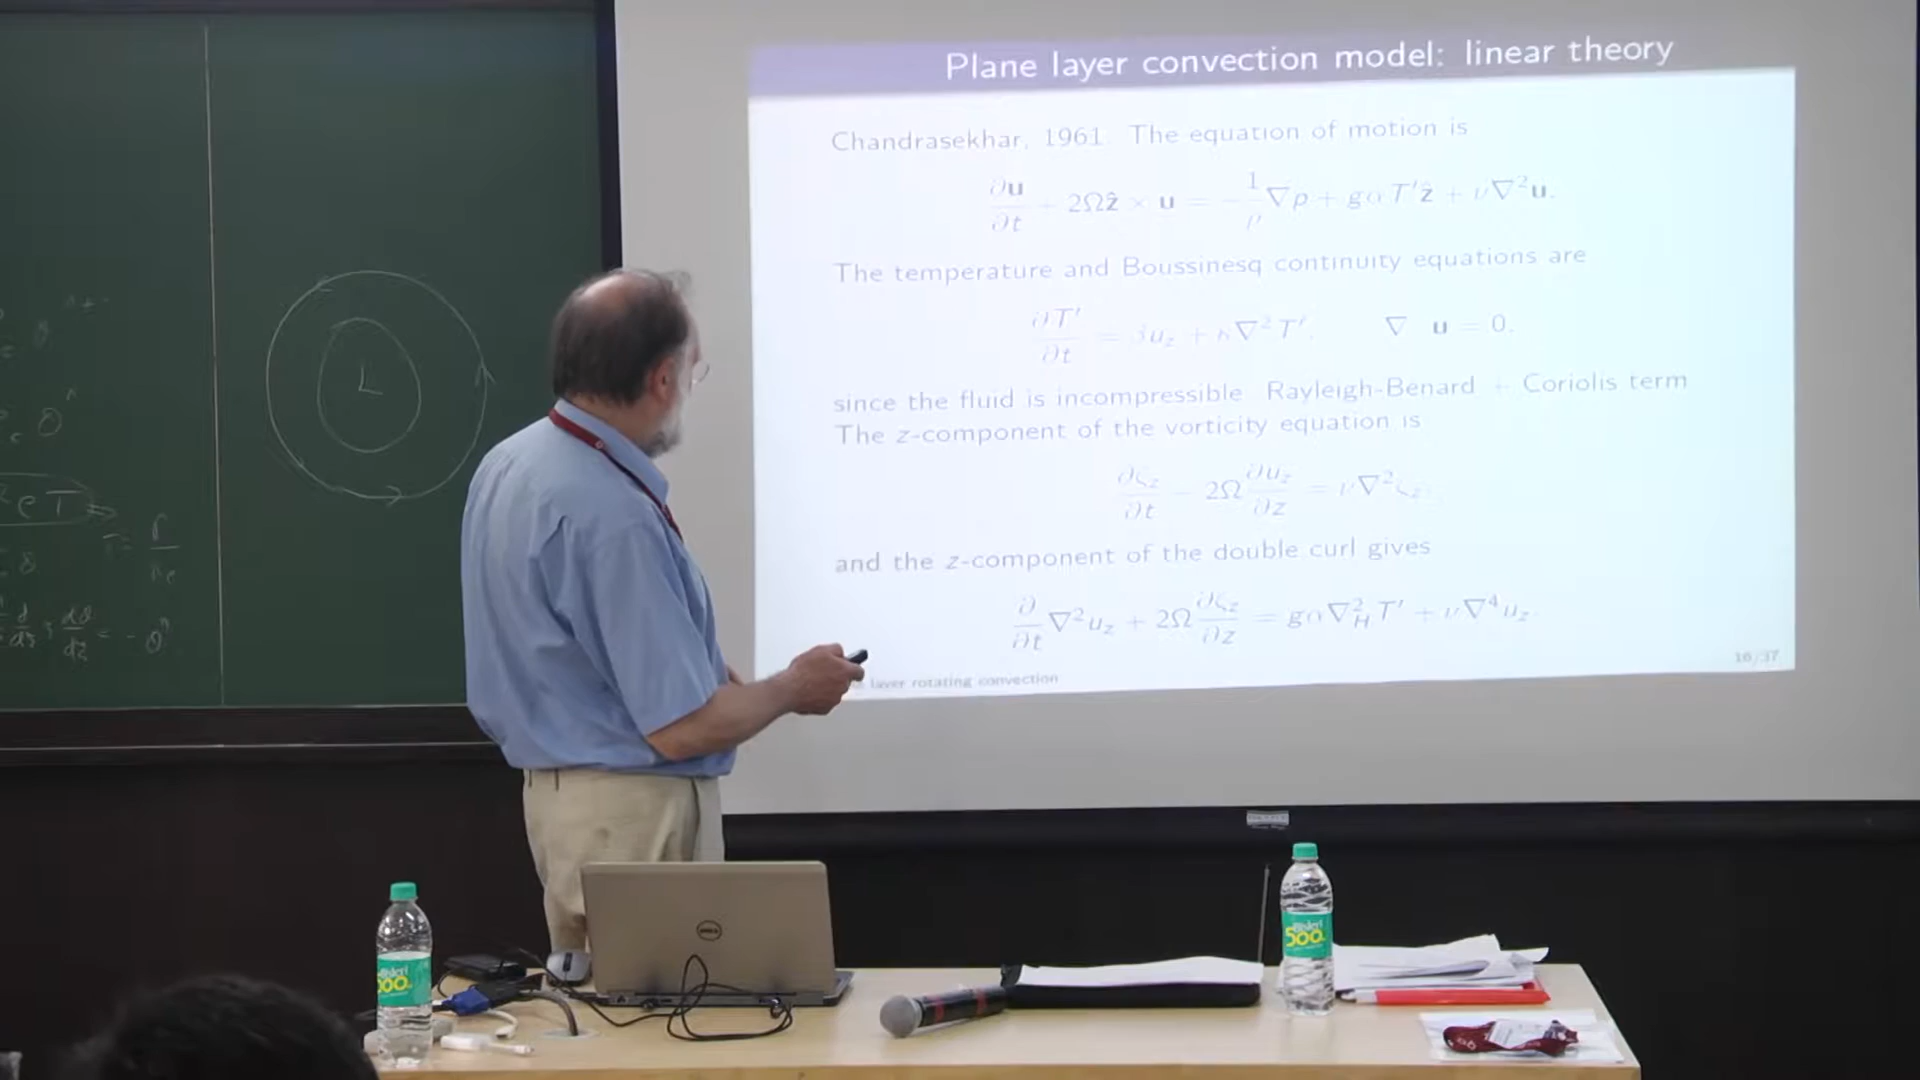 Plane layer convection model: linear theory
Chandrasekhar, 1961. The equation of motion is
∂u/∂t + 2Ωẑ × u = −1/ρ ∇p + gαT′ẑ + ν∇²u.
The temperature and Boussinesq continuity equations are
∂T′/∂t = βu_z + κ∇²T′, ∇ · u = 0.
since the fluid is incompressible. Rayleigh-Bénard + Coriolis term
The z-component of the vorticity equation is
∂ζ_z/∂t − 2Ω ∂u_z/∂z = ν∇²ζ_z.
and the z-component of the double curl gives
∂/∂t ∇²u_z + 2Ω ∂ζ_z/∂z = gα∇²_H T′ + ν∇⁴u_z.
layer rotating convection
16/37
L
DELL
500